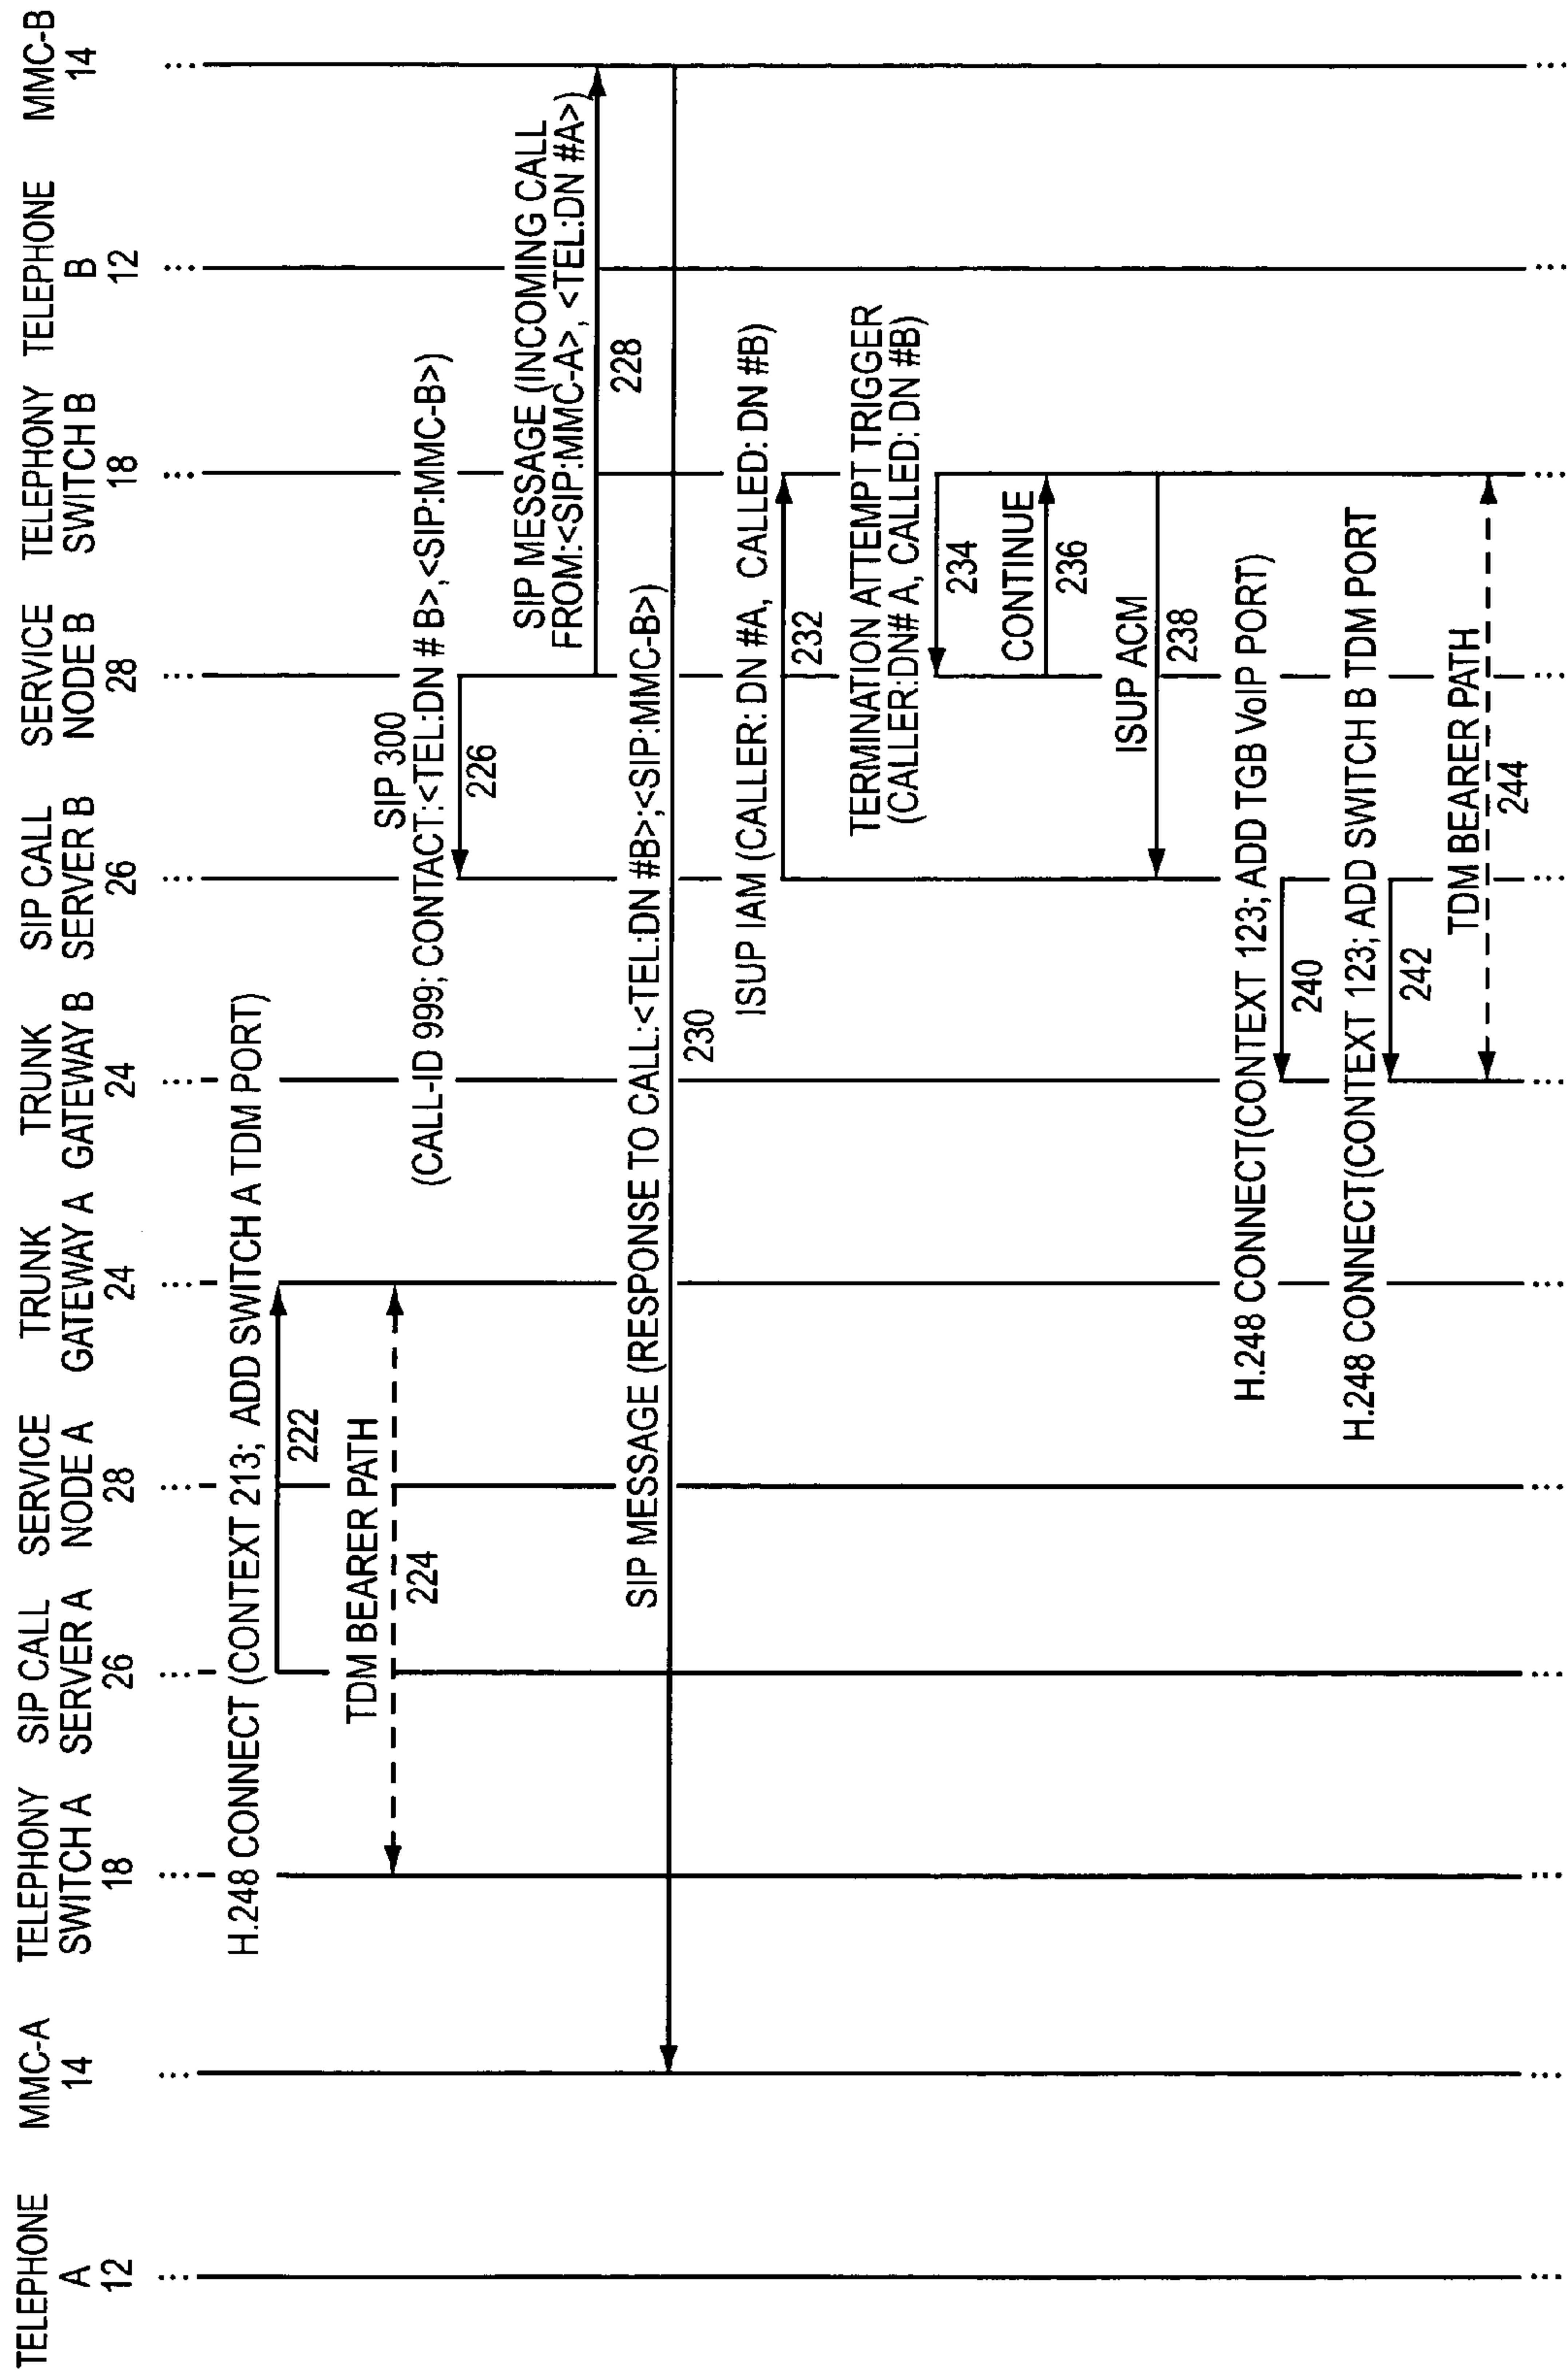 TELEPHONE
A
12
MMC-A
14
TELEPHONY
SWITCH A
18
SIP CALL
SERVER A
26
SERVICE
NODE A
28
TRUNK
GATEWAY A
24
TRUNK
GATEWAY B
24
SIP CALL
SERVER B
26
SERVICE
NODE B
28
TELEPHONY
SWITCH B
18
TELEPHONE
B
12
MMC-B
14
H.248 CONNECT (CONTEXT 213; ADD SWITCH A TDM PORT)
222
TDM BEARER PATH
224
SIP 300
(CALL-ID 999; CONTACT:<TEL:DN # B>,<SIP:MMC-B>)
226
SIP MESSAGE (INCOMING CALL
FROM:<SIP:MMC-A>, <TEL:DN #A>)
228
SIP MESSAGE (RESPONSE TO CALL:<TEL:DN #B>;<SIP:MMC-B>)
230
ISUP IAM (CALLER: DN #A, CALLED: DN #B)
232
TERMINATION ATTEMPT TRIGGER
(CALLER:DN# A, CALLED: DN #B)
234
CONTINUE
236
ISUP ACM
238
H.248 CONNECT(CONTEXT 123; ADD TGB VoIP PORT)
240
H.248 CONNECT(CONTEXT 123; ADD SWITCH B TDM PORT
242
TDM BEARER PATH
244